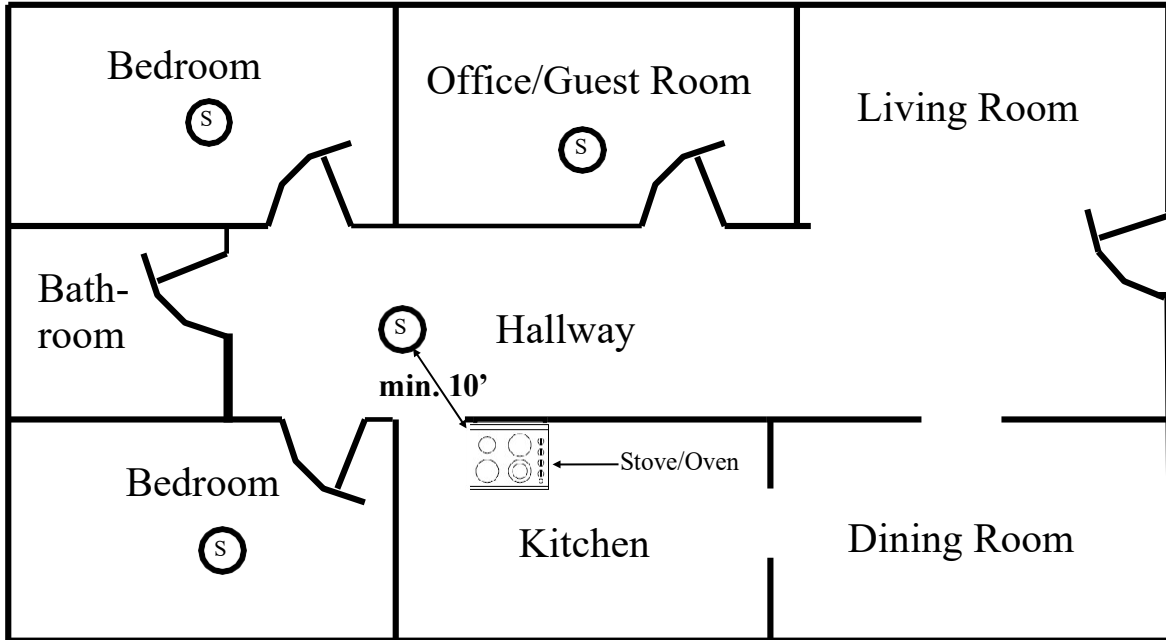 Bedroom
S
Office/Guest Room
S
Living Room
Bath-
room
S
Hallway
min. 10’
Stove/Oven
Bedroom
S
Kitchen
Dining Room